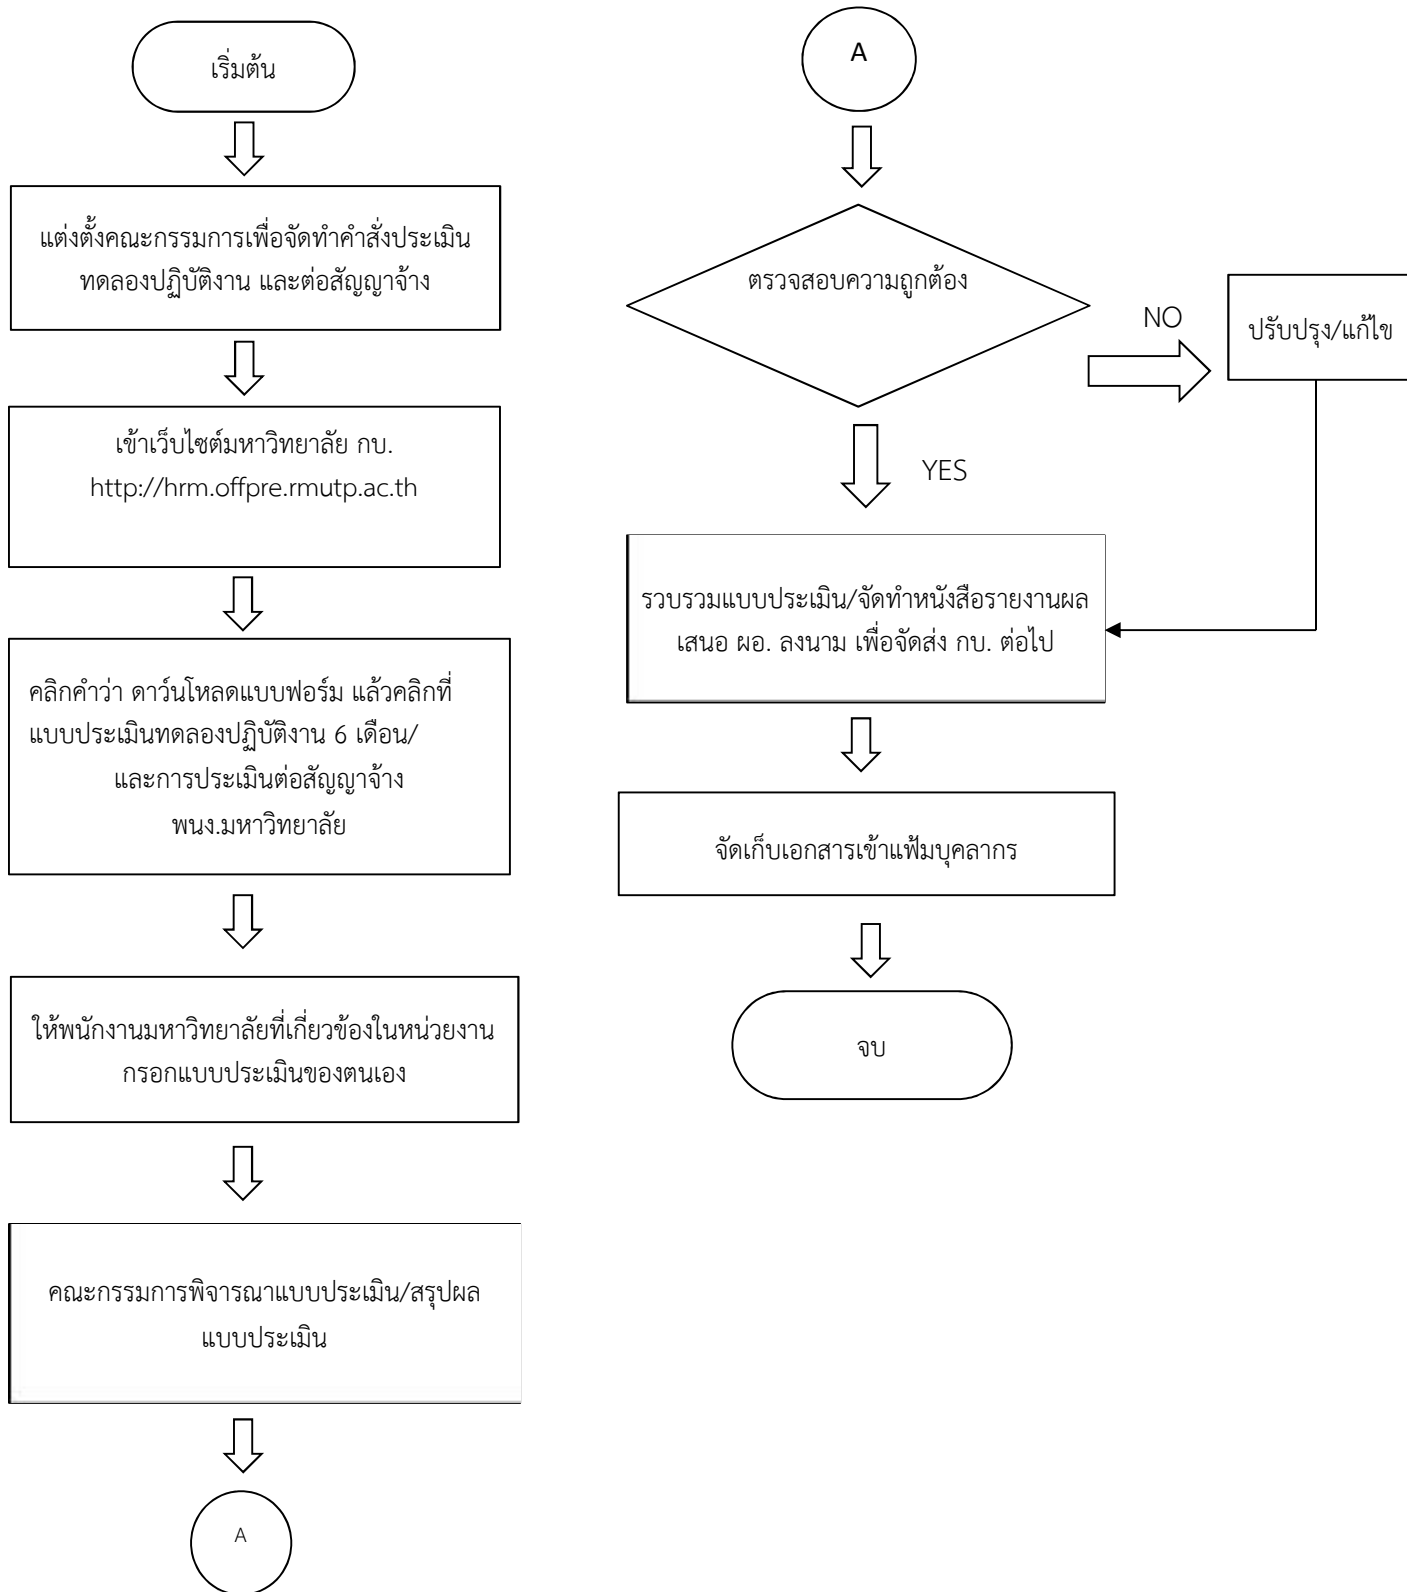 เริ่มต้น
แต่งตั้งคณะกรรมการเพื่อจัดทำคำสั่งประเมิน
ทดลองปฏิบัติงาน และต่อสัญญาจ้าง
เข้าเว็บไซต์มหาวิทยาลัย กบ.
http://hrm.offpre.rmutp.ac.th
คลิกคำว่า ดาว์นโหลดแบบฟอร์ม แล้วคลิกที่
แบบประเมินทดลองปฏิบัติงาน 6 เดือน/
และการประเมินต่อสัญญาจ้าง
พนง.มหาวิทยาลัย
ให้พนักงานมหาวิทยาลัยที่เกี่ยวข้องในหน่วยงาน
กรอกแบบประเมินของตนเอง
คณะกรรมการพิจารณาแบบประเมิน/สรุปผล
แบบประเมิน
A
A
ตรวจสอบความถูกต้อง
NO
ปรับปรุง/แก้ไข
YES
รวบรวมแบบประเมิน/จัดทำหนังสือรายงานผล
เสนอ ผอ. ลงนาม เพื่อจัดส่ง กบ. ต่อไป
จัดเก็บเอกสารเข้าแฟ้มบุคลากร
จบ